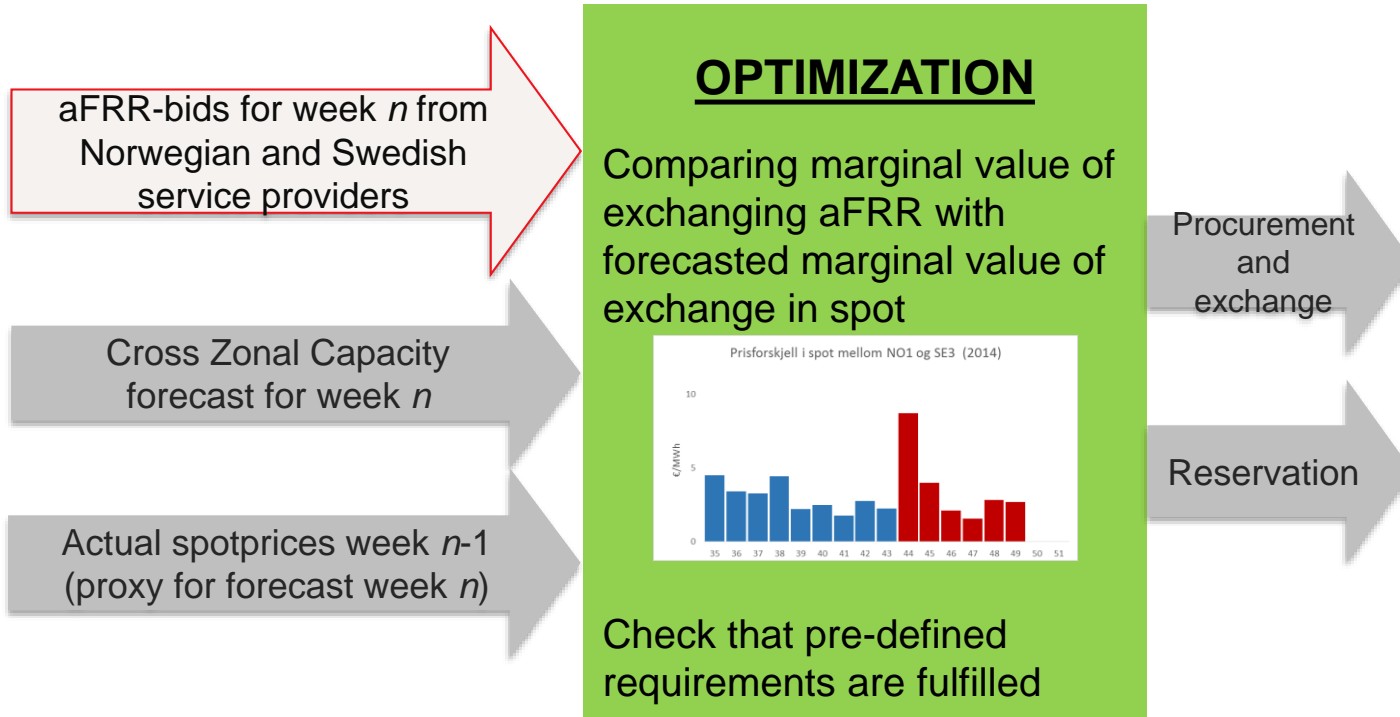 aFRR-bids for week n from
Norwegian and Swedish
service providers
Cross Zonal Capacity
forecast for week n
Actual spotprices week n-1
(proxy for forecast week n)
OPTIMIZATION
Comparing marginal value of
exchanging aFRR with
forecasted marginal value of
exchange in spot
Prisforskjell i spot mellom NO1 og SE3 (2014)
€/MWh
10
5
0
35 36 37 38 39 40 41 42 43 44 45 46 47 48 49 50 51
Check that pre-defined
requirements are fulfilled
Procurement
and
exchange
Reservation